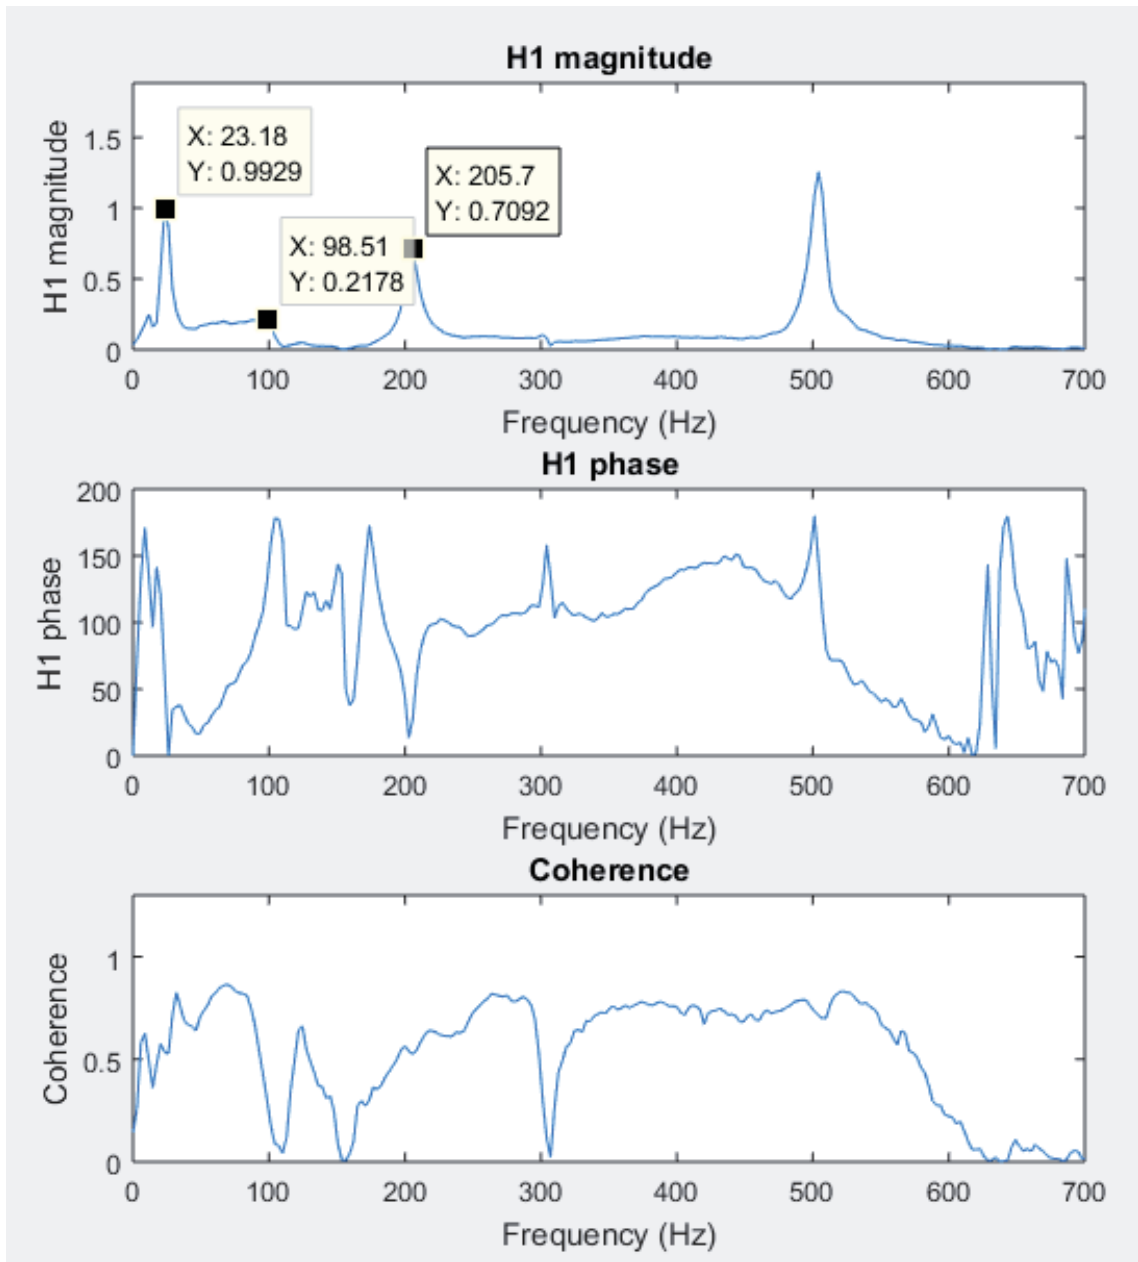 H1 magnitude
H1 magnitude
1.5
1
0.5
0
X: 23.18
Y: 0.9929
X: 98.51
Y: 0.2178
X: 205.7
Y: 0.7092
0 100 200 300 400 500 600 700
Frequency (Hz)
H1 phase
H1 phase
200
150
100
50
0
0 100 200 300 400 500 600 700
Frequency (Hz)
Coherence
Coherence
1
0.5
0
0 100 200 300 400 500 600 700
Frequency (Hz)